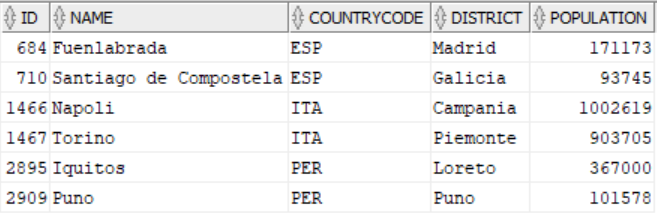 ID NAME COUNTRYCODE DISTRICT POPULATION
684 Fuenlabrada ESP Madrid 171173
710 Santiago de Compostela ESP Galicia 93745
1466 Napoli ITA Campania 1002619
1467 Torino ITA Piemonte 903705
2895 Iquitos PER Loreto 367000
2909 Puno PER Puno 101578